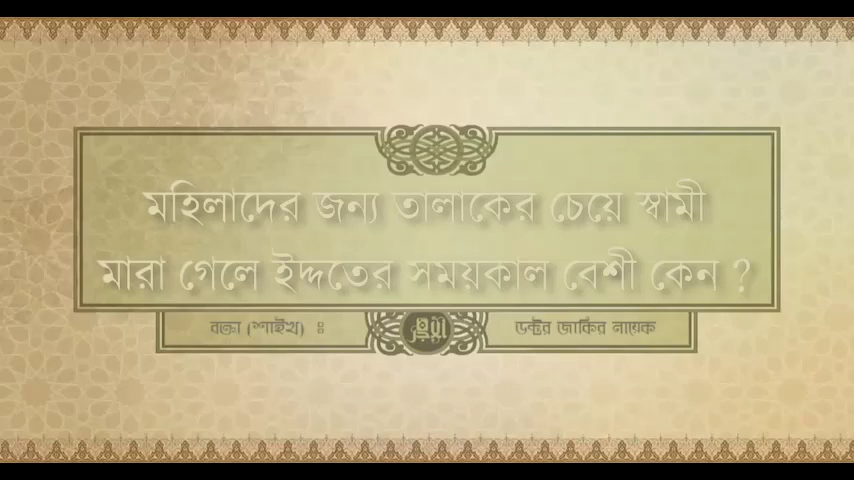 মহিলাদের জন্য তালাকের চেয়ে স্বামী
মারা গেলে ইদ্দতের সময়কাল বেশী কেন ?
বক্তা (শাইখ) ঃ ডক্টর জাকির নায়েক